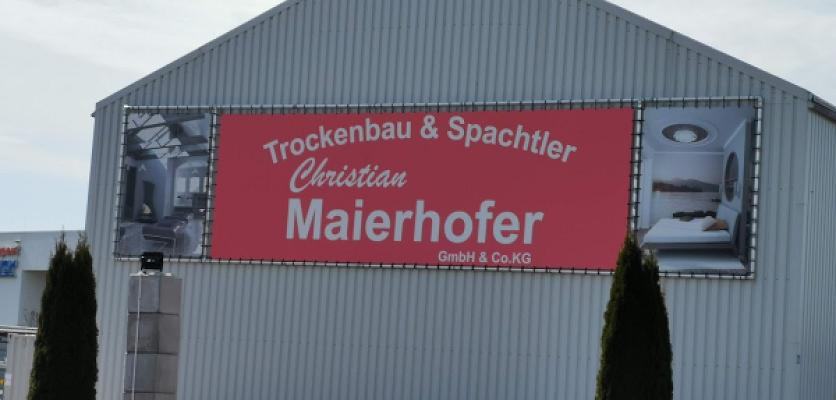 Trockenbau & Spachtler
Christian
Maierhofer
GmbH & Co.KG